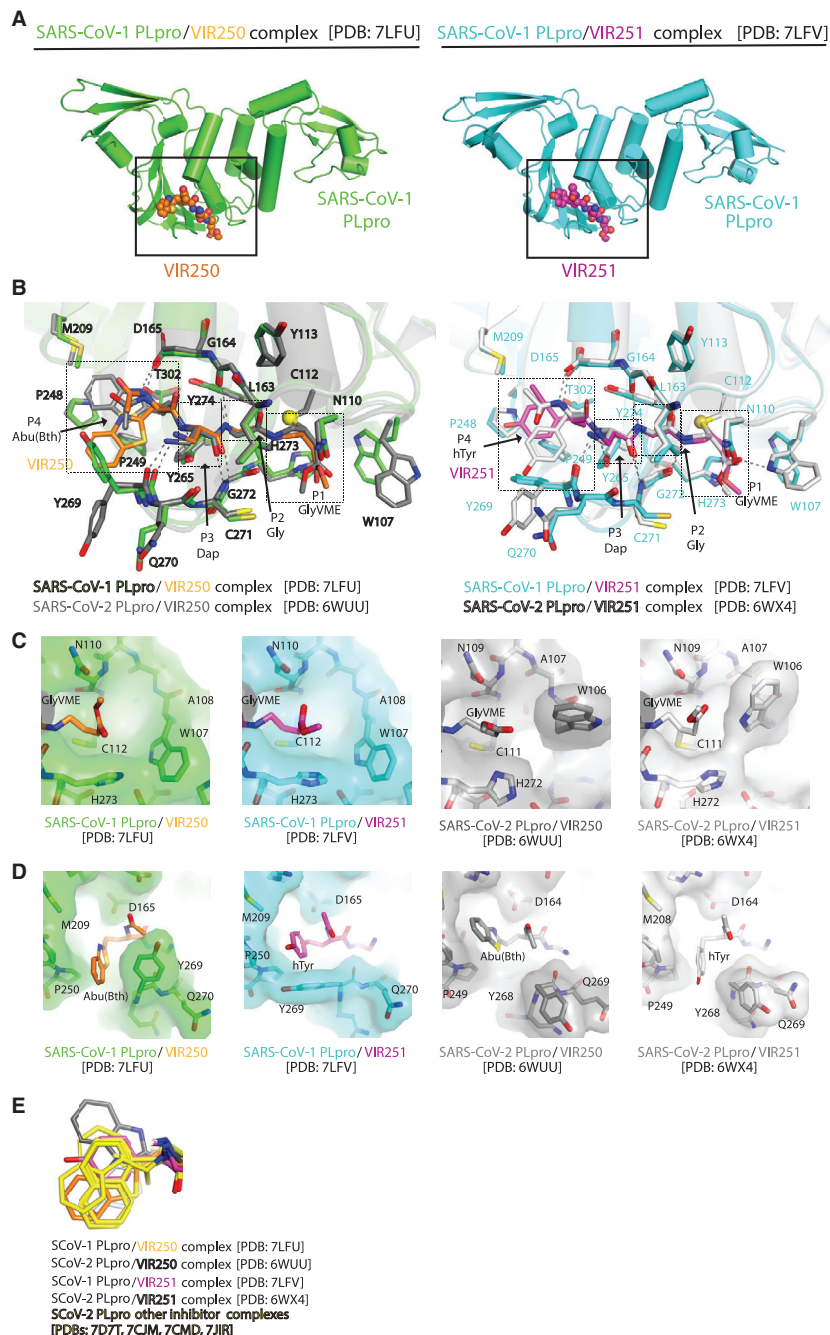 A
SARS-CoV-1 PLpro/VIR250 complex [PDB: 7LFU]
SARS-CoV-1 PLpro/VIR251 complex [PDB: 7LFV]
SARS-CoV-1
PLpro
VIR250
SARS-CoV-1
PLpro
VIR251
B
M209
D165
G164
Y113
T302
C112
P248
L163
Y274
N110
P4
Abu(Bth)
VIR250
P249
H273
Y265
P1
GlyVME
Y269
G272
P2
Gly
W107
P3
Dap
C271
Q270
SARS-CoV-1 PLpro/VIR250 complex [PDB: 7LFU]
SARS-CoV-2 PLpro/VIR250 complex [PDB: 6WUU]
M209
D165
G164
Y113
T302
C112
L163
P248
Y274
N110
P4
hTyr
VIR251
P249
Y265
P1
GlyVME
G272
H273
Y269
W107
P3
Dap
P2
Gly
Q270
C271
SARS-CoV-1 PLpro/VIR251 complex [PDB: 7LFV]
SARS-CoV-2 PLpro/VIR251 complex [PDB: 6WX4]
C
N110
GlyVME
A108
W107
C112
H273
SARS-CoV-1 PLpro/VIR250
[PDB: 7LFU]
N110
GlyVME
A108
W107
C112
H273
SARS-CoV-1 PLpro/VIR251
[PDB: 7LFV]
N109
A107
W106
GlyVME
C111
H272
SARS-CoV-2 PLpro/VIR250
[PDB: 6WUU]
N109
A107
W106
GlyVME
C111
H272
SARS-CoV-2 PLpro/VIR251
[PDB: 6WX4]
D
D165
M209
Y269
P250
Abu(Bth)
Q270
SARS-CoV-1 PLpro/VIR250
[PDB: 7LFU]
D165
M209
hTyr
P250
Q270
Y269
SARS-CoV-1 PLpro/VIR251
[PDB: 7LFV]
D164
Abu(Bth)
P249
Y268
Q269
SARS-CoV-2 PLpro/VIR250
[PDB: 6WUU]
D164
M208
hTyr
P249
Y268
Q269
SARS-CoV-2 PLpro/VIR251
[PDB: 6WX4]
E
SCoV-1 PLpro/VIR250 complex [PDB: 7LFU]
SCoV-2 PLpro/VIR250 complex [PDB: 6WUU]
SCoV-1 PLpro/VIR251 complex [PDB: 7LFV]
SCoV-2 PLpro/VIR251 complex [PDB: 6WX4]
SCoV-2 PLpro other inhibitor complexes
[PDBs: 7D7T, 7CJM, 7CMD, 7JIR]